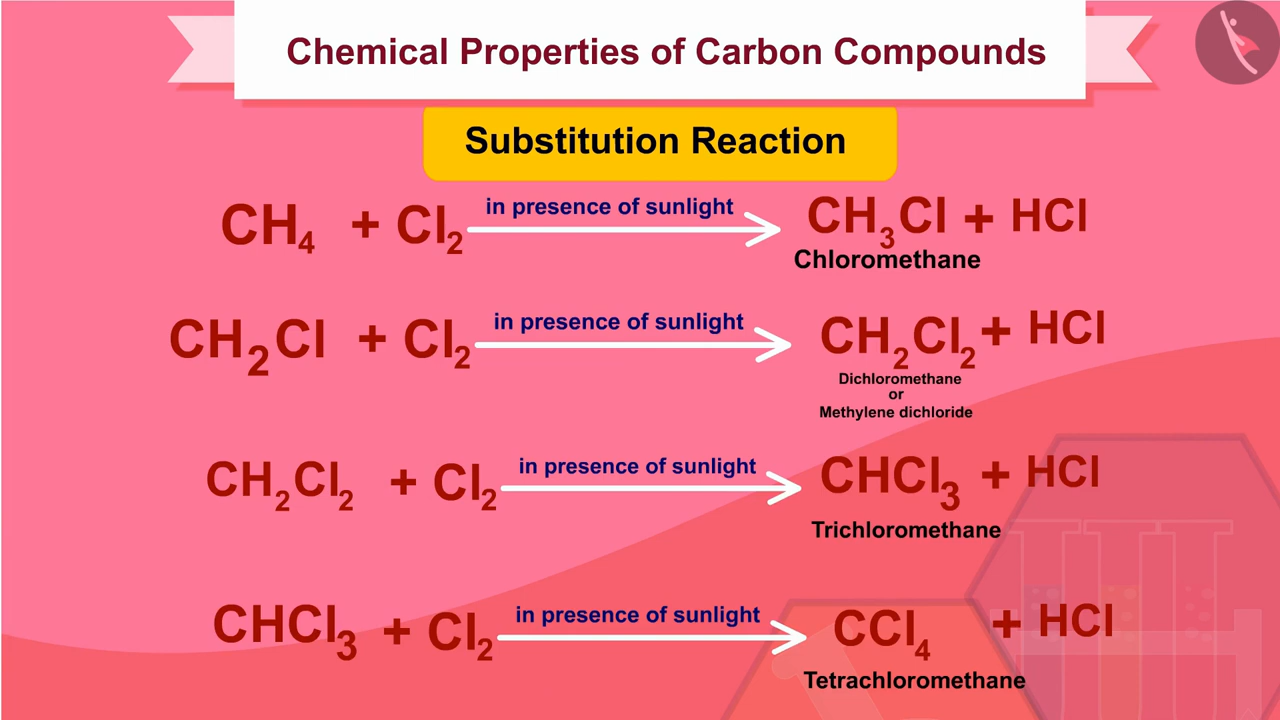 Chemical Properties of Carbon Compounds
Substitution Reaction
CH₄ + Cl₂ in presence of sunlight CH₃Cl + HCl
Chloromethane
CH₂Cl + Cl₂ in presence of sunlight CH₂Cl₂ + HCl
Dichloromethane
or
Methylene dichloride
CH₂Cl₂ + Cl₂ in presence of sunlight CHCl₃ + HCl
Trichloromethane
CHCl₃ + Cl₂ in presence of sunlight CCl₄ + HCl
Tetrachloromethane